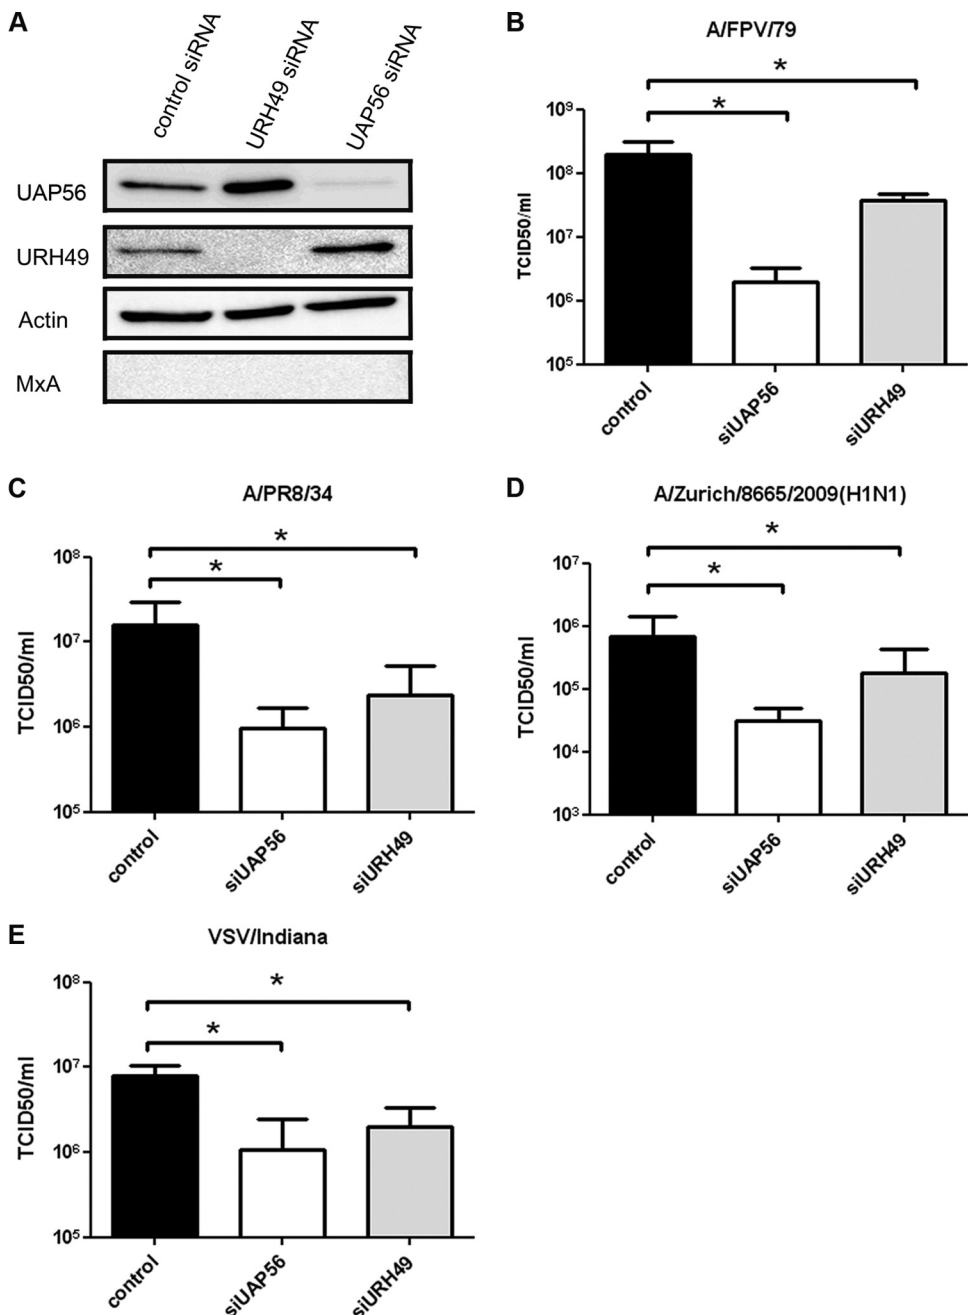 A
control siRNA
URH49 siRNA
UAP56 siRNA
UAP56
URH49
Actin
MxA
B
A/FPV/79
*
*
TCID50/ml
10⁹
10⁸
10⁷
10⁶
10⁵
control
siUAP56
siURH49
C
A/PR8/34
*
*
TCID50/ml
10⁸
10⁷
10⁶
10⁵
control
siUAP56
siURH49
D
A/Zurich/8665/2009(H1N1)
*
*
TCID50/ml
10⁷
10⁶
10⁵
10⁴
10³
control
siUAP56
siURH49
E
VSV/Indiana
*
*
TCID50/ml
10⁸
10⁷
10⁶
10⁵
control
siUAP56
siURH49